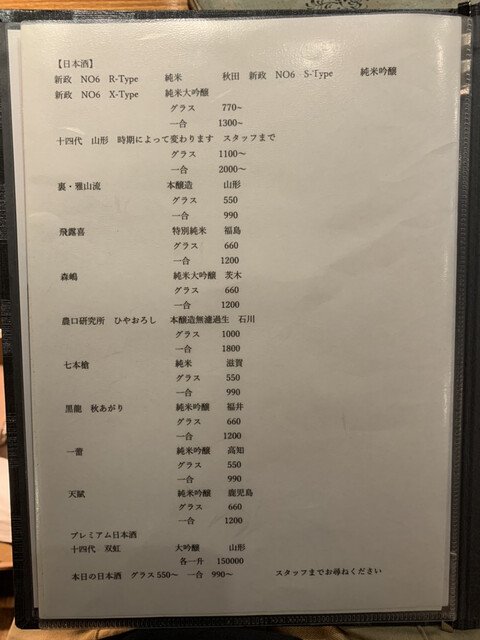 【日本酒】
新政 NO6 R-Type 純米 秋田 新政 NO6 S-Type 純米吟醸
新政 NO6 X-Type 純米大吟醸
グラス 770~
一合 1300~
十四代 山形 時期によって変わります スタッフまで
グラス 1100~
一合 2000~
裏・雅山流 本醸造 山形
グラス 550
一合 990
飛露喜 特別純米 福島
グラス 660
一合 1200
森嶋 純米大吟醸 茨木
グラス 660
一合 1200
農口研究所 ひやおろし 本醸造無濾過生 石川
グラス 1000
一合 1800
七本槍 純米 滋賀
グラス 550
一合 990
黒龍 秋あがり 純米吟醸 福井
グラス 660
一合 1200
一蕾 純米吟醸 高知
グラス 550
一合 990
天賦 純米吟醸 鹿児島
グラス 660
一合 1200
プレミアム日本酒
十四代 双虹 大吟醸 山形
各一升 150000
本日の日本酒 グラス 550~ 一合 990~ スタッフまでお尋ねください